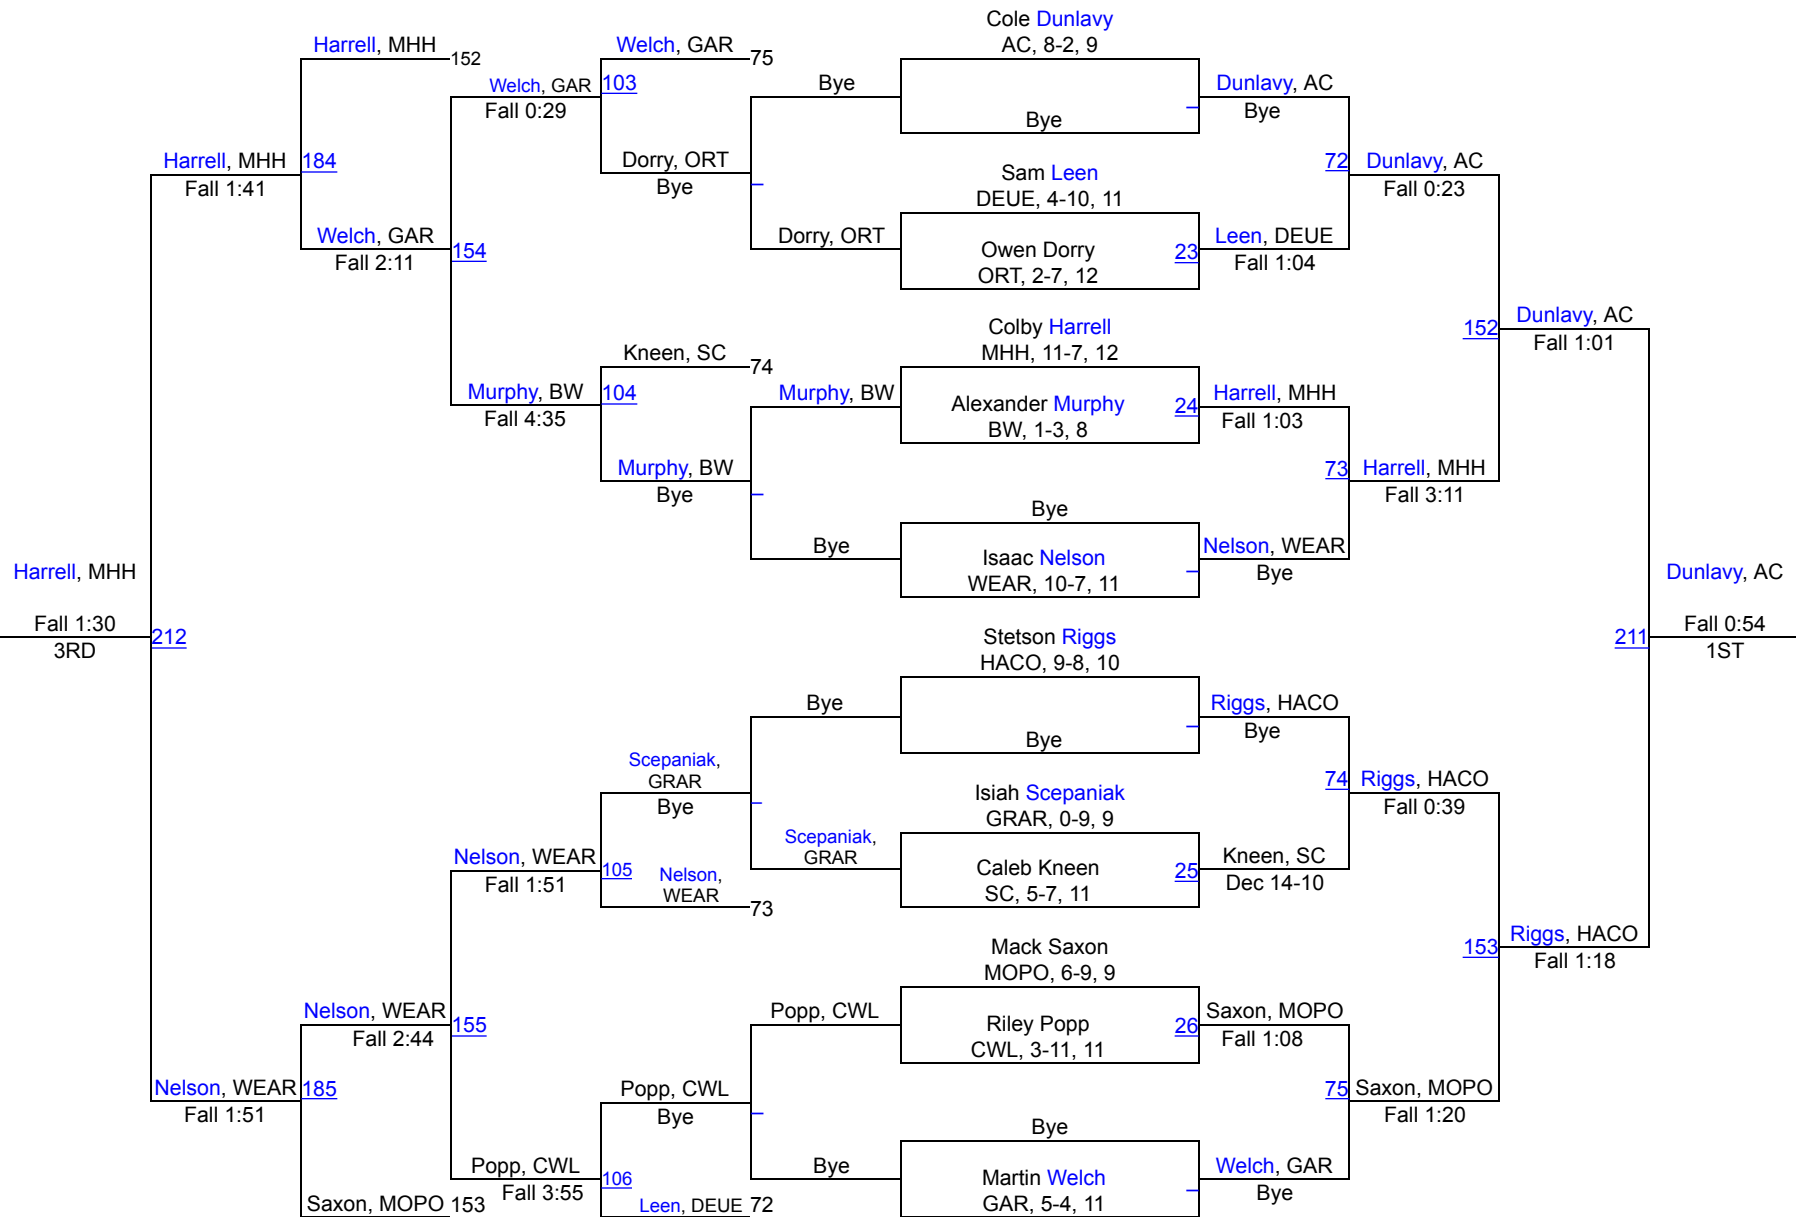 Cole Dunlavy
AC, 8-2, 9
Harrell, MHH
152
Welch, GAR
75
Welch, GAR
103
Fall 0:29
Bye
Dunlavy, AC
Bye
Bye
Harrell, MHH
184
Fall 1:41
Dorry, ORT
Bye
Sam Leen
DEUE, 4-10, 11
72
Dunlavy, AC
Fall 0:23
Welch, GAR
Fall 2:11
154
Dorry, ORT
Owen Dorry
ORT, 2-7, 12
23
Leen, DEUE
Fall 1:04
Colby Harrell
MHH, 11-7, 12
152
Dunlavy, AC
Fall 1:01
Kneen, SC
74
Murphy, BW
104
Fall 4:35
Murphy, BW
Alexander Murphy
BW, 1-3, 8
24
Harrell, MHH
Fall 1:03
Murphy, BW
Bye
73
Harrell, MHH
Fall 3:11
Bye
Bye
Isaac Nelson
WEAR, 10-7, 11
Nelson, WEAR
Bye
Harrell, MHH
Fall 1:30
3RD
212
Dunlavy, AC
211
Fall 0:54
1ST
Stetson Riggs
HACO, 9-8, 10
Bye
Bye
Riggs, HACO
Bye
Scepaniak,
GRAR
Bye
Isiah Scepaniak
GRAR, 0-9, 9
74
Riggs, HACO
Fall 0:39
Nelson, WEAR
Fall 1:51
105
Nelson,
WEAR
73
Scepaniak,
GRAR
Caleb Kneen
SC, 5-7, 11
25
Kneen, SC
Dec 14-10
Mack Saxon
MOPO, 6-9, 9
153
Riggs, HACO
Fall 1:18
Nelson, WEAR
Fall 2:44
155
Popp, CWL
Riley Popp
CWL, 3-11, 11
26
Saxon, MOPO
Fall 1:08
Nelson, WEAR
185
Fall 1:51
Popp, CWL
Bye
75
Saxon, MOPO
Fall 1:20
Bye
Popp, CWL
Fall 3:55
106
Bye
Martin Welch
GAR, 5-4, 11
Welch, GAR
Bye
Saxon, MOPO
153
Leen, DEUE
72